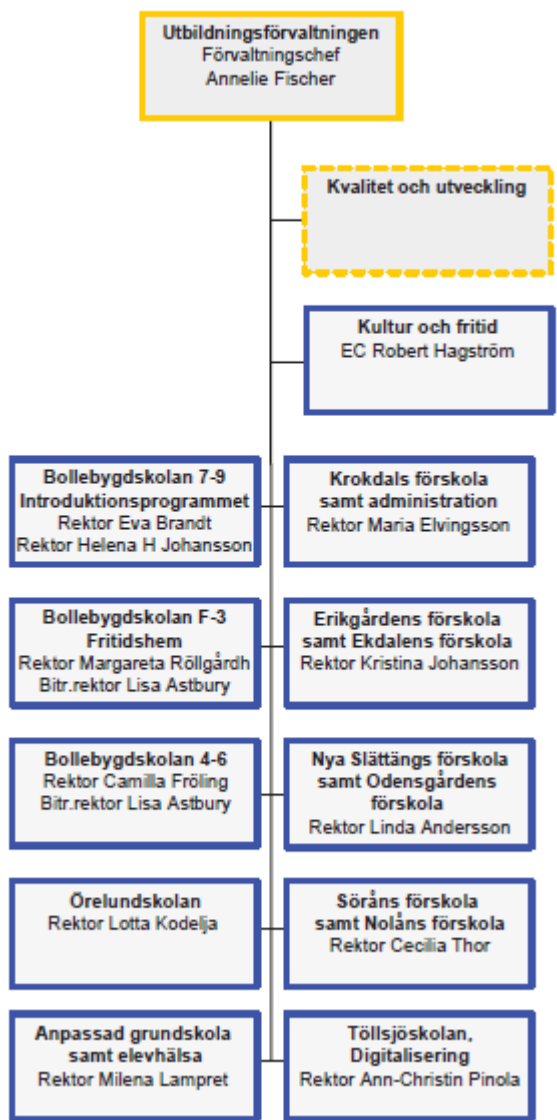 Utbildningsförvaltningen
Förvaltningschef
Annelie Fischer
Kvalitet och utveckling
Kultur och fritid
EC Robert Hagström
Bollebygdskolan 7-9
Introduktionsprogrammet
Rektor Eva Brandt
Rektor Helena H Johansson
Krokdals förskola
samt administration
Rektor Maria Elvingsson
Bollebygdskolan F-3
Fritidshem
Rektor Margareta Röllgårdh
Bitr.rektor Lisa Astbury
Erikgårdens förskola
samt Ekdalens förskola
Rektor Kristina Johansson
Bollebygdskolan 4-6
Rektor Camilla Fröling
Bitr.rektor Lisa Astbury
Nya Slättängs förskola
samt Odensgårdens
förskola
Rektor Linda Andersson
Örelundskolan
Rektor Lotta Kodelja
Söråns förskola
samt Nolåns förskola
Rektor Cecilia Thor
Anpassad grundskola
samt elevhälsa
Rektor Milena Lampret
Töllsjöskolan,
Digitalisering
Rektor Ann-Christin Pinola